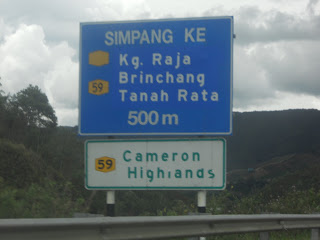 SIMPANG KE
Kg. Raja
59 Brinchang
Tanah Rata
500 m
59 Cameron
Highlands